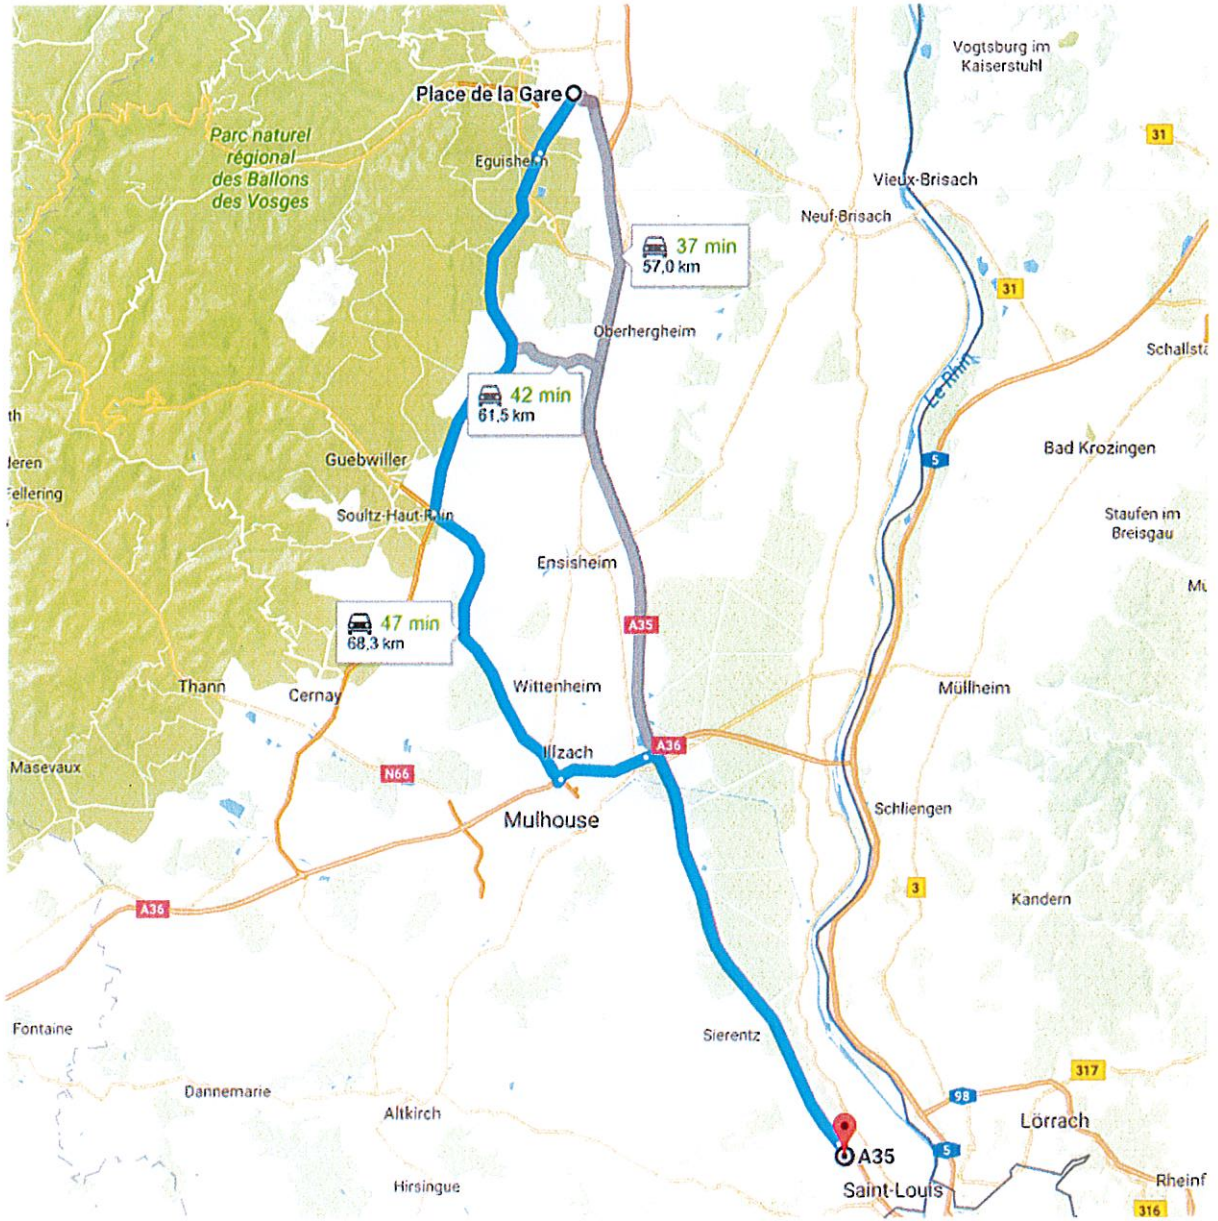 Vogtsburg im
Kaiserstuhl
Place de la Gare
31
Parc naturel
régional
des Ballons
des Vosges
Eguisheim
Vieux-Brisach
Neuf-Brisach
37 min
57,0 km
31
Oberhergheim
Schallsta
Le Rhin
42 min
61,5 km
th
Bad Krozingen
Guebwiller
5
deren
Fellering
Soultz-Haut-Rhin
Staufen im
Breisgau
Ensisheim
Mü
47 min
68,3 km
A35
Thann
Cernay
Wittenheim
Müllheim
Illzach
A36
Masevaux
N66
Mulhouse
Schliengen
3
Kandern
A36
Fontaine
Sierentz
317
Dannemarie
98
Altkirch
Lörrach
A35
5
Hirsingue
Saint-Louis
Rheinf
316